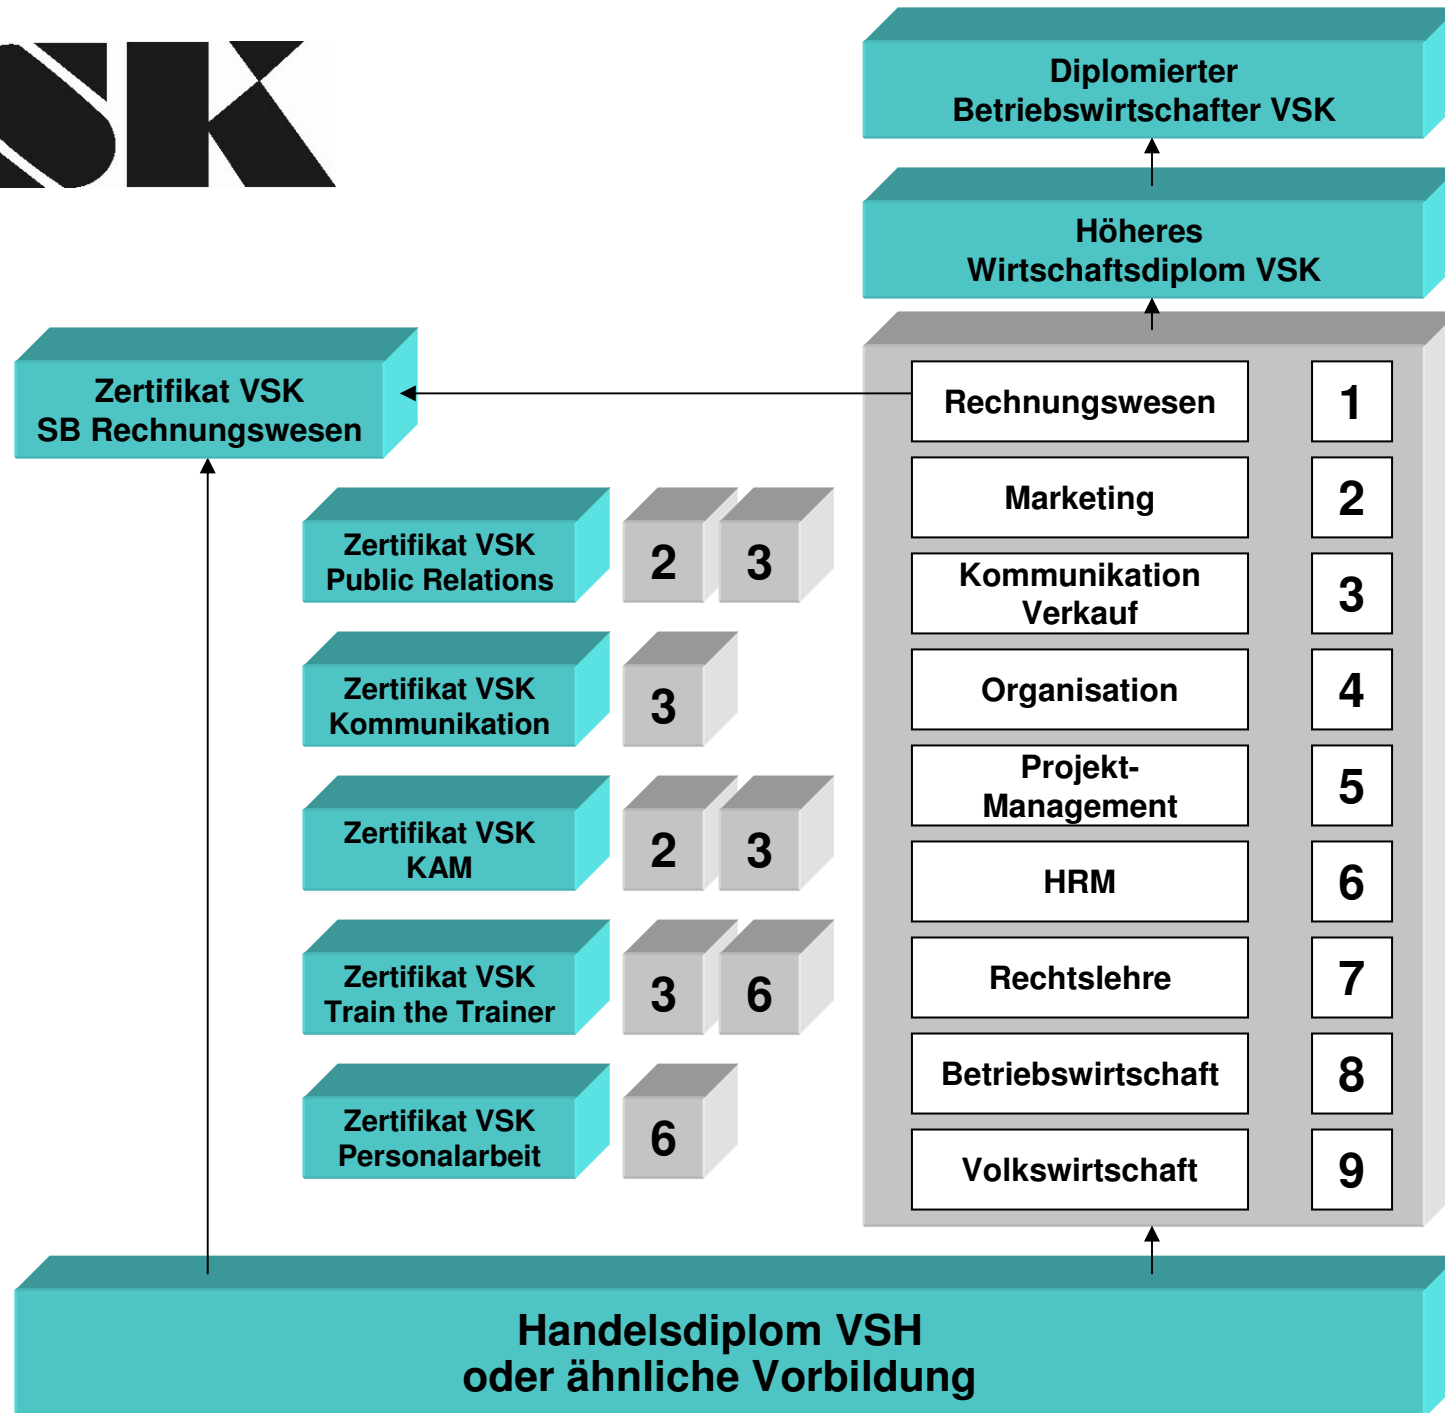 SK
Diplomierter
Betriebswirtschafter VSK
Höheres
Wirtschaftsdiplom VSK
Zertifikat VSK
SB Rechnungswesen
Rechnungswesen 1
Marketing 2
Kommunikation
Verkauf 3
Organisation 4
Projekt-
Management 5
HRM 6
Rechtslehre 7
Betriebswirtschaft 8
Volkswirtschaft 9
Zertifikat VSK
Public Relations
2 3
Zertifikat VSK
Kommunikation
3
Zertifikat VSK
KAM
2 3
Zertifikat VSK
Train the Trainer
3 6
Zertifikat VSK
Personalarbeit
6
Handelsdiplom VSH
oder ähnliche Vorbildung